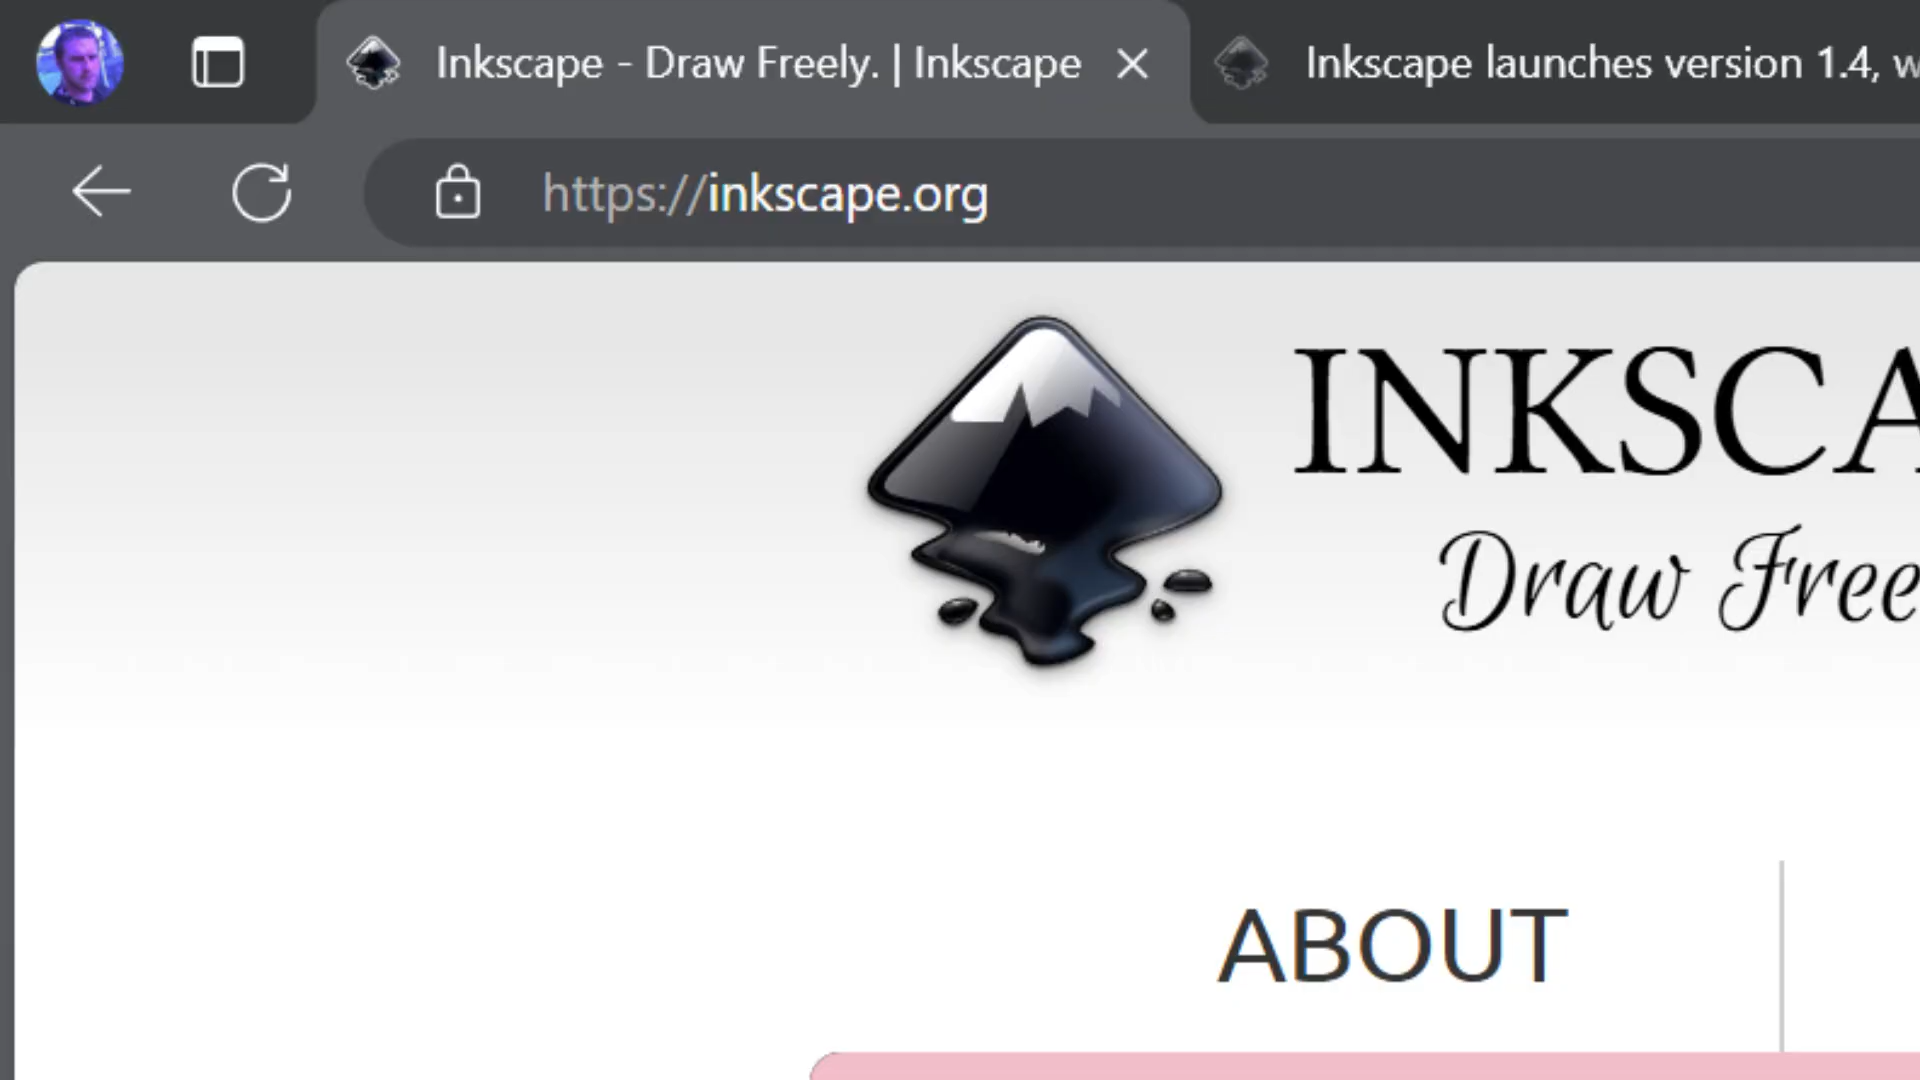 Inkscape - Draw Freely. | Inkscape
Inkscape launches version 1.4,
https://inkscape.org
INKSCA
Draw Free
ABOUT